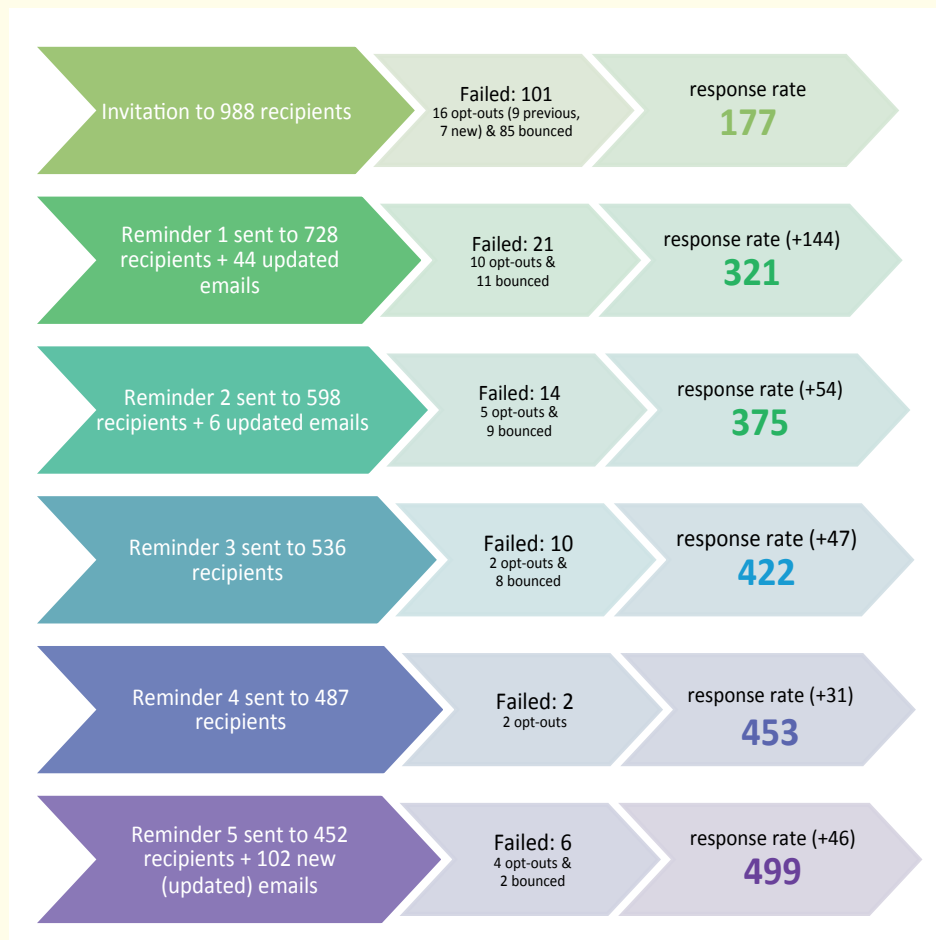 Invitation to 988 recipients
Failed: 101
16 opt-outs (9 previous,
7 new) & 85 bounced
response rate
177
Reminder 1 sent to 728
recipients + 44 updated
emails
Failed: 21
10 opt-outs &
11 bounced
response rate (+144)
321
Reminder 2 sent to 598
recipients + 6 updated emails
Failed: 14
5 opt-outs &
9 bounced
response rate (+54)
375
Reminder 3 sent to 536
recipients
Failed: 10
2 opt-outs &
8 bounced
response rate (+47)
422
Reminder 4 sent to 487
recipients
Failed: 2
2 opt-outs
response rate (+31)
453
Reminder 5 sent to 452
recipients + 102 new
(updated) emails
Failed: 6
4 opt-outs &
2 bounced
response rate (+46)
499